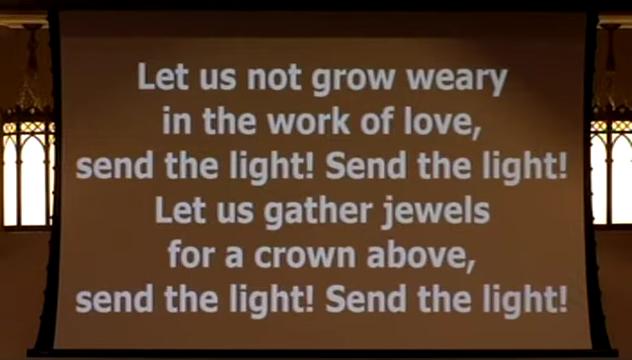 Let us not grow weary
in the work of love,
send the light! Send the light!
Let us gather jewels
for a crown above,
send the light! Send the light!